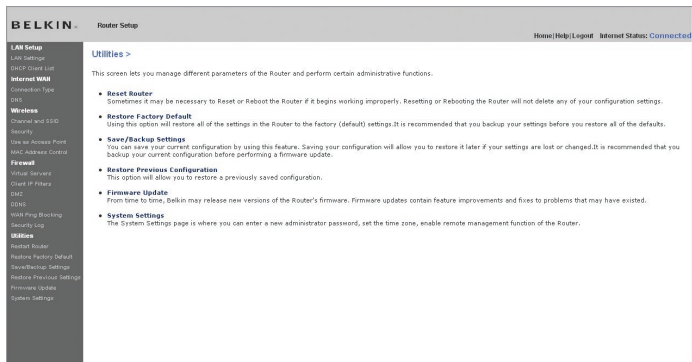 BELKIN
Router Setup
Home|Help|Logout Internet Status: Connected
LAN Setup
LAN Settings
DHCP Client List
Internet WAN
Connection Type
DNS
Wireless
Channel and SSID
Security
Use as Access Point
MAC Address Control
Firewall
Virtual Servers
Client IP Filters
DMZ
DDNS
WAN Ping Blocking
Security Log
Utilities
Restart Router
Restore Factory Default
Save/Backup Settings
Restore Previous Settings
Firmware Update
System Settings
Utilities >
This screen lets you manage different parameters of the Router and perform certain administrative functions.
• Reset Router
Sometimes it may be necessary to Reset or Reboot the Router if it begins working improperly. Resetting or Rebooting the Router will not delete any of your configuration settings.
• Restore Factory Default
Using this option will restore all of the settings in the Router to the factory (default) settings.It is recommended that you backup your settings before you restore all of the defaults.
• Save/Backup Settings
You can save your current configuration by using this feature. Saving your configuration will allow you to restore it later if your settings are lost or changed.It is recommended that you
backup your current configuration before performing a firmware update.
• Restore Previous Configuration
This option will allow you to restore a previously saved configuration.
• Firmware Update
From time to time, Belkin may release new versions of the Router's firmware. Firmware updates contain feature improvements and fixes to problems that may have existed.
• System Settings
The System Settings page is where you can enter a new administrator password, set the time zone, enable remote management function of the Router.